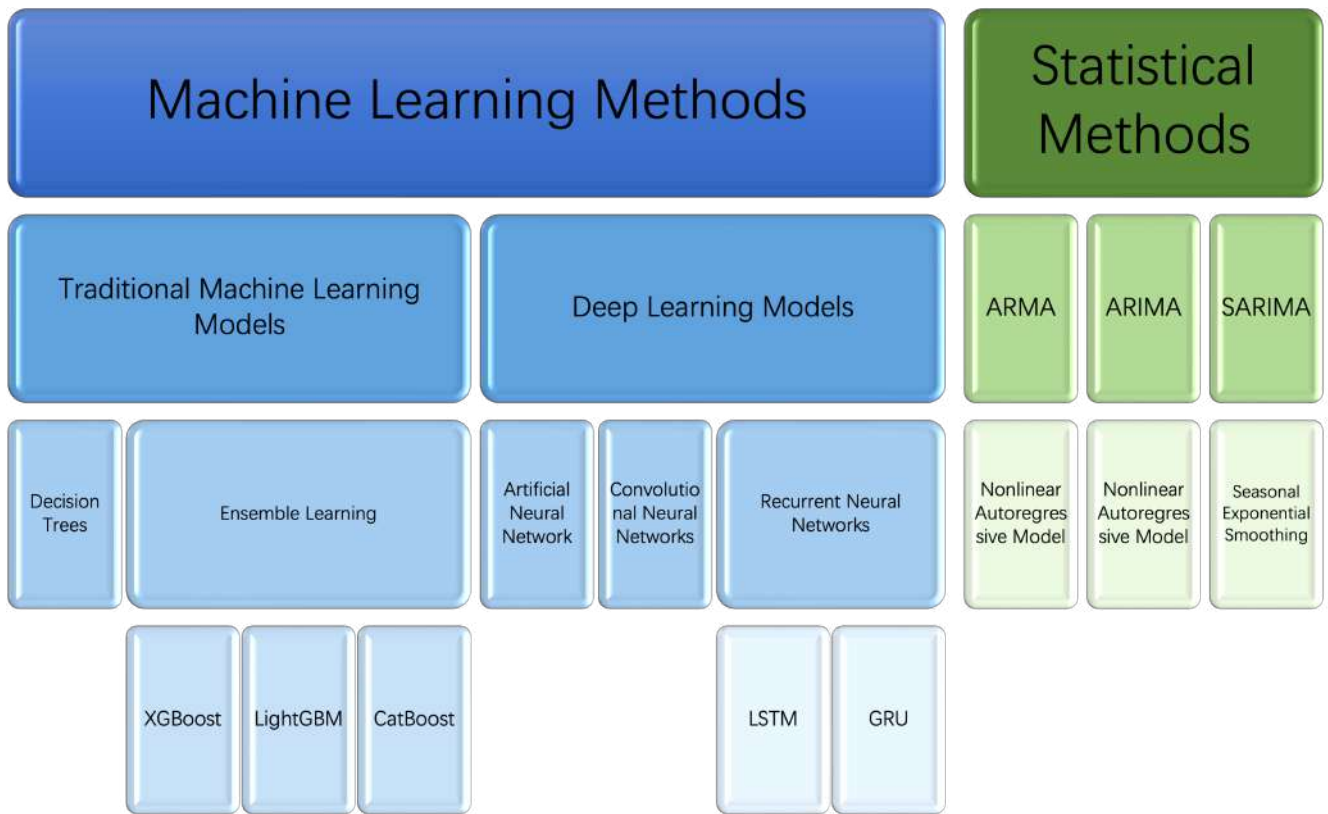 Machine Learning Methods
Statistical
Methods
Traditional Machine Learning
Models
Deep Learning Models
ARMA
ARIMA
SARIMA
Decision
Trees
Ensemble Learning
Artificial
Neural
Network
Convolutio
nal Neural
Networks
Recurrent Neural
Networks
Nonlinear
Autoregres
sive Model
Nonlinear
Autoregres
sive Model
Seasonal
Exponential
Smoothing
XGBoost
LightGBM
CatBoost
LSTM
GRU